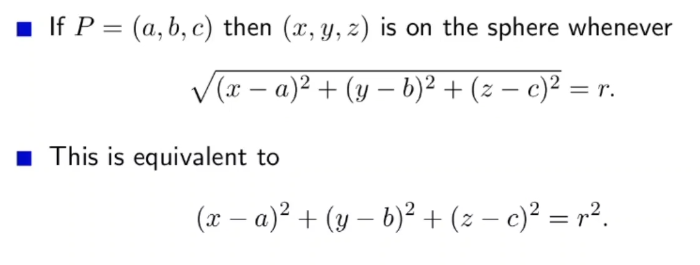 ■ If P = (a, b, c) then (x, y, z) is on the sphere whenever
√((x − a)² + (y − b)² + (z − c)²) = r.
■ This is equivalent to
(x − a)² + (y − b)² + (z − c)² = r².